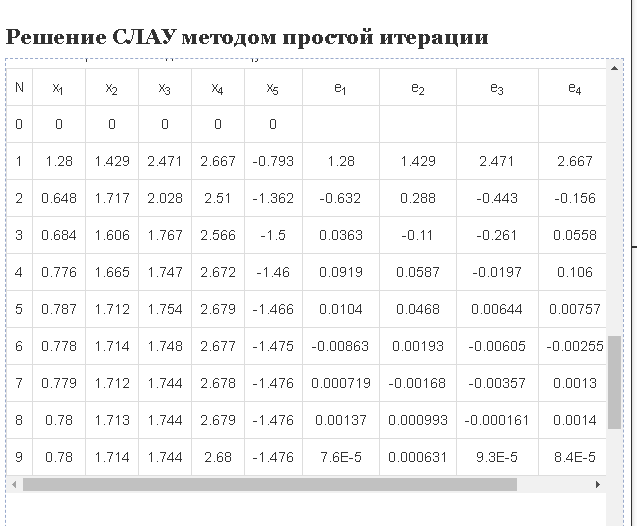 Решение СЛАУ методом простой итерации
N x1 x2 x3 x4 x5 e1 e2 e3 e4
0 0 0 0 0 0
1 1.28 1.429 2.471 2.667 -0.793 1.28 1.429 2.471 2.667
2 0.648 1.717 2.028 2.51 -1.362 -0.632 0.288 -0.443 -0.156
3 0.684 1.606 1.767 2.566 -1.5 0.0363 -0.11 -0.261 0.0558
4 0.776 1.665 1.747 2.672 -1.46 0.0919 0.0587 -0.0197 0.106
5 0.787 1.712 1.754 2.679 -1.466 0.0104 0.0468 0.00644 0.00757
6 0.778 1.714 1.748 2.677 -1.475 -0.00863 0.00193 -0.00605 -0.00255
7 0.779 1.712 1.744 2.678 -1.476 0.000719 -0.00168 -0.00357 0.0013
8 0.78 1.713 1.744 2.679 -1.476 0.00137 0.000993 -0.000161 0.0014
9 0.78 1.714 1.744 2.68 -1.476 7.6E-5 0.000631 9.3E-5 8.4E-5